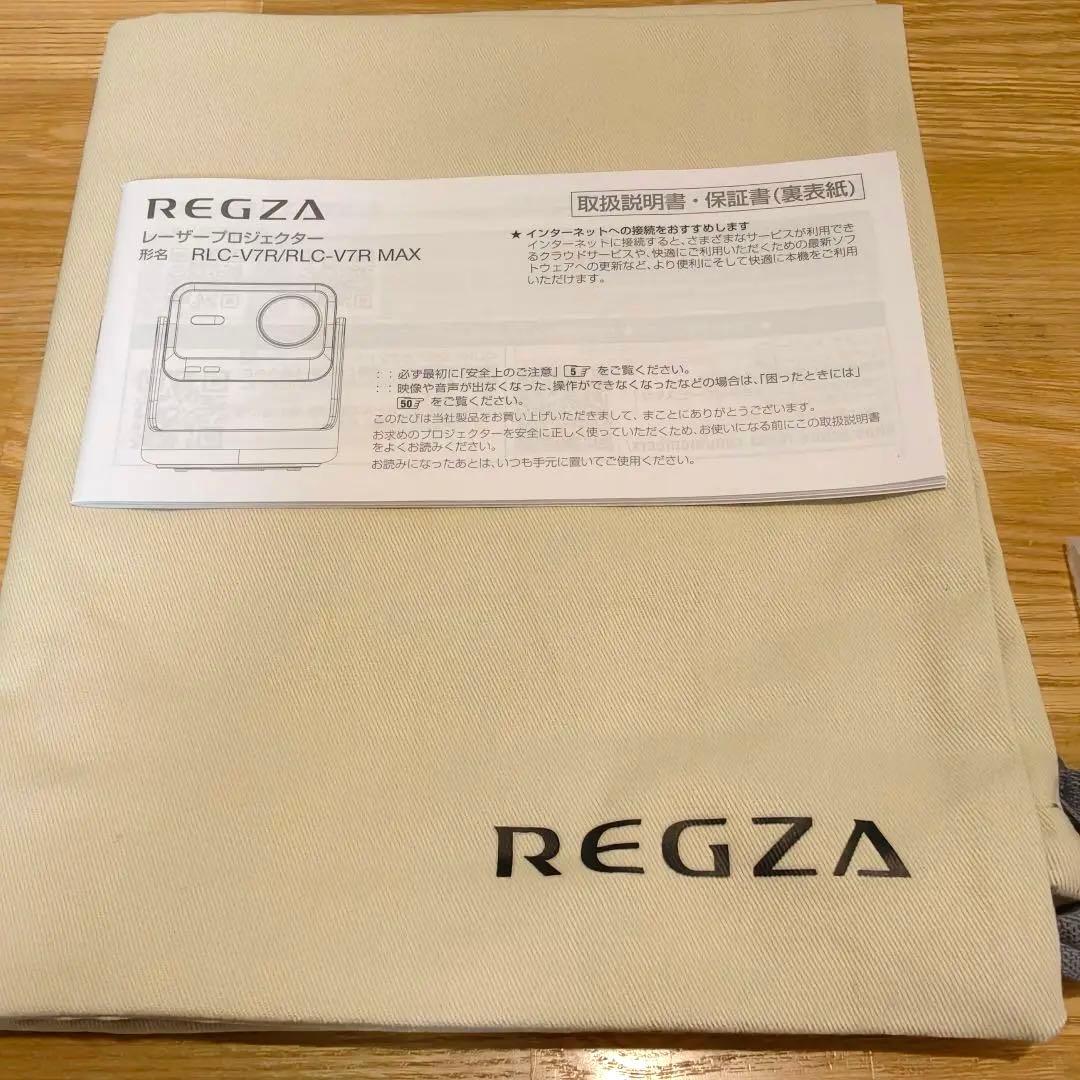 REGZA
取扱説明書・保証書(裏表紙)
レーザープロジェクター
形名 RLC-V7R/RLC-V7R MAX
★ インターネットへの接続をおすすめします
インターネットに接続すると、さまざまなサービスが利用でき
るクラウドサービスや、快適にご利用いただくための最新ソフ
トウェアへの更新など、より便利にそして快適に本機をご利用
いただけます。
：：必ず最初に「安全上のご注意」 5 をご覧ください。
：：映像や音声が出なくなった、操作ができなくなったなどの場合は、「困ったときには」
50 をご覧ください。
このたびは当社製品をお買い上げいただきまして、まことにありがとうございます。
お求めのプロジェクターを安全に正しく使っていただくため、お使いになる前にこの取扱説明書
をよくお読みください。
お読みになったあとは、いつも手元に置いてご使用ください。
REGZA